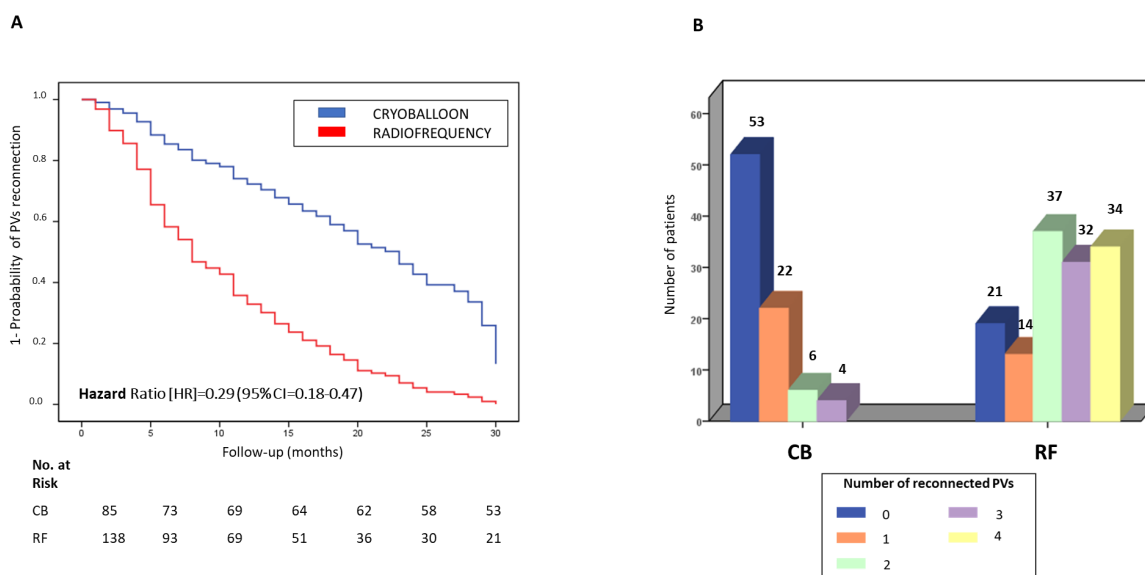 A
1.0
0.8
0.6
0.4
0.2
0.0
1- Proabability of PVs reconnection
CRYOBALLOON
RADIOFREQUENCY
Hazard Ratio [HR]=0.29 (95% CI=0.18-0.47)
0 5 10 15 20 25 30
Follow-up (months)
No. at
Risk
CB 85 73 69 64 62 58 53
RF 138 93 69 51 36 30 21
B
60
50
40
30
20
10
0
Number of patients
53
22
6
4
21
14
37
32
34
CB RF
Number of reconnected PVs
0 3
1 4
2